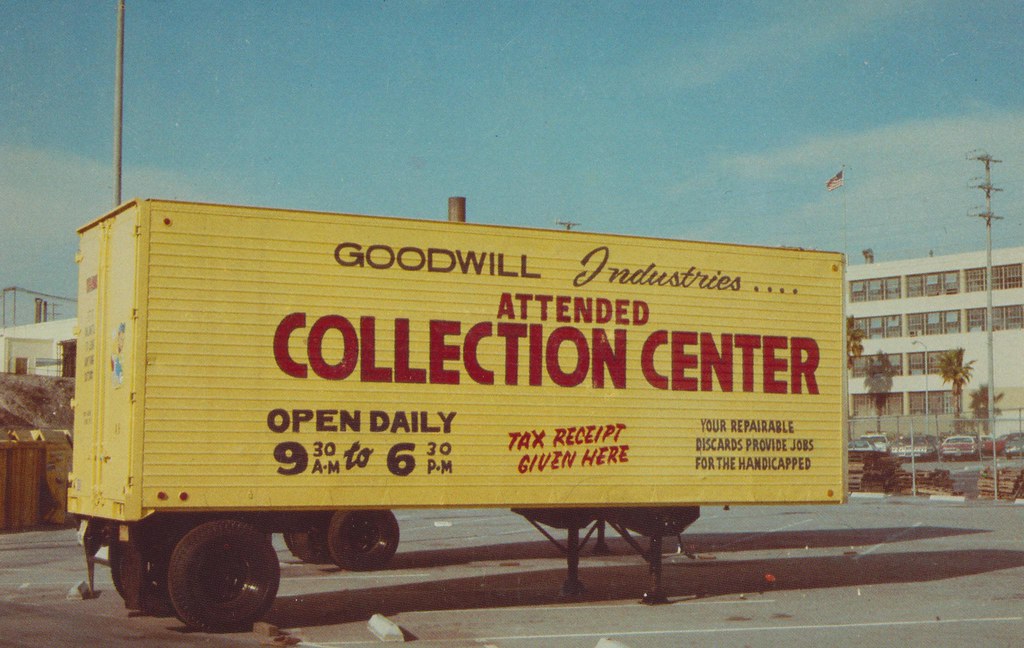 GOODWILL Industries ....
ATTENDED
COLLECTION CENTER
OPEN DAILY
9 30 A·M to 6 30 P·M
TAX RECEIPT
GIVEN HERE
YOUR REPAIRABLE
DISCARDS PROVIDE JOBS
FOR THE HANDICAPPED